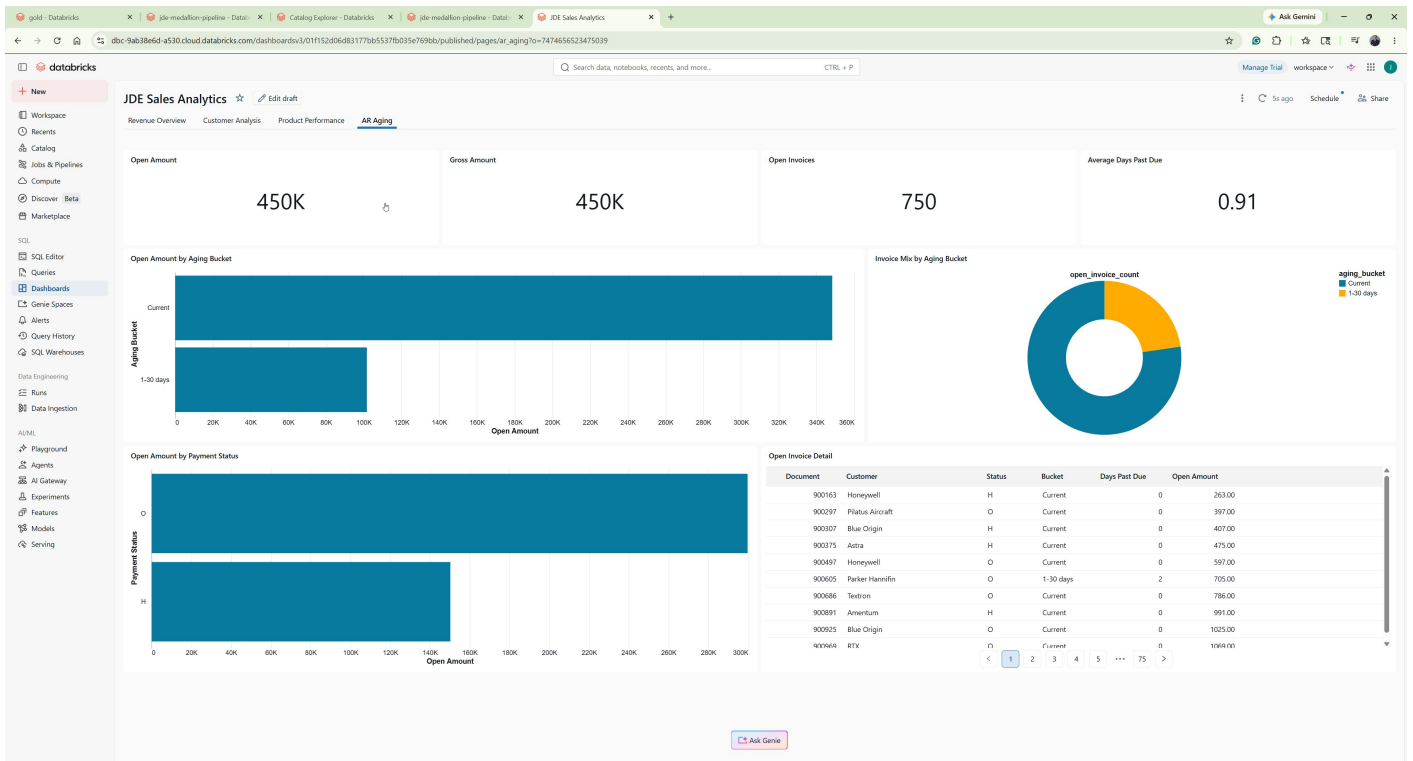 gold - Databricks
jde-medallion-pipeline - Datab
Catalog Explorer - Databricks
jde-medallion-pipeline - Datab
JDE Sales Analytics
Ask Gemini
dbc-9ab38e6d-a530.cloud.databricks.com/dashboardsv3/01f152d06d83177bb5537fb035e769bb/published/pages/ar_aging?o=7474656523475039
databricks
Search data, notebooks, recents, and more...
CTRL + P
Manage Trial
workspace
New
Workspace
Recents
Catalog
Jobs & Pipelines
Compute
Discover Beta
Marketplace
SQL
SQL Editor
Queries
Dashboards
Genie Spaces
Alerts
Query History
SQL Warehouses
Data Engineering
Runs
Data Ingestion
AI/ML
Playground
Agents
AI Gateway
Experiments
Features
Models
Serving
JDE Sales Analytics
Edit draft
5s ago
Schedule
Share
Revenue Overview
Customer Analysis
Product Performance
AR Aging
Open Amount
450K
Gross Amount
450K
Open Invoices
750
Average Days Past Due
0.91
Open Amount by Aging Bucket
Aging Bucket
Current
1-30 days
0 20K 40K 60K 80K 100K 120K 140K 160K 180K 200K 220K 240K 260K 280K 300K 320K 340K 360K
Open Amount
Invoice Mix by Aging Bucket
open_invoice_count
aging_bucket
Current
1-30 days
Open Amount by Payment Status
Payment Status
O
H
0 20K 40K 60K 80K 100K 120K 140K 160K 180K 200K 220K 240K 260K 280K 300K
Open Amount
Open Invoice Detail
Document Customer Status Bucket Days Past Due Open Amount
900163 Honeywell H Current 0 263.00
900297 Pilatus Aircraft O Current 0 397.00
900307 Blue Origin H Current 0 407.00
900375 Astra H Current 0 475.00
900497 Honeywell O Current 0 597.00
900605 Parker Hannifin O 1-30 days 2 705.00
900686 Textron O Current 0 786.00
900891 Amentum H Current 0 991.00
900925 Blue Origin O Current 0 1025.00
900969 RTX O Current 0 1069.00
1 2 3 4 5 ••• 75
Ask Genie